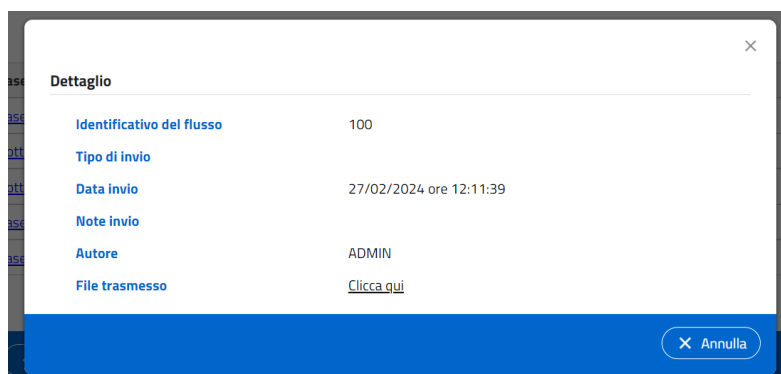 Dettaglio
Identificativo del flusso 100
Tipo di invio
Data invio 27/02/2024 ore 12:11:39
Note invio
Autore ADMIN
File trasmesso Clicca qui
Annulla